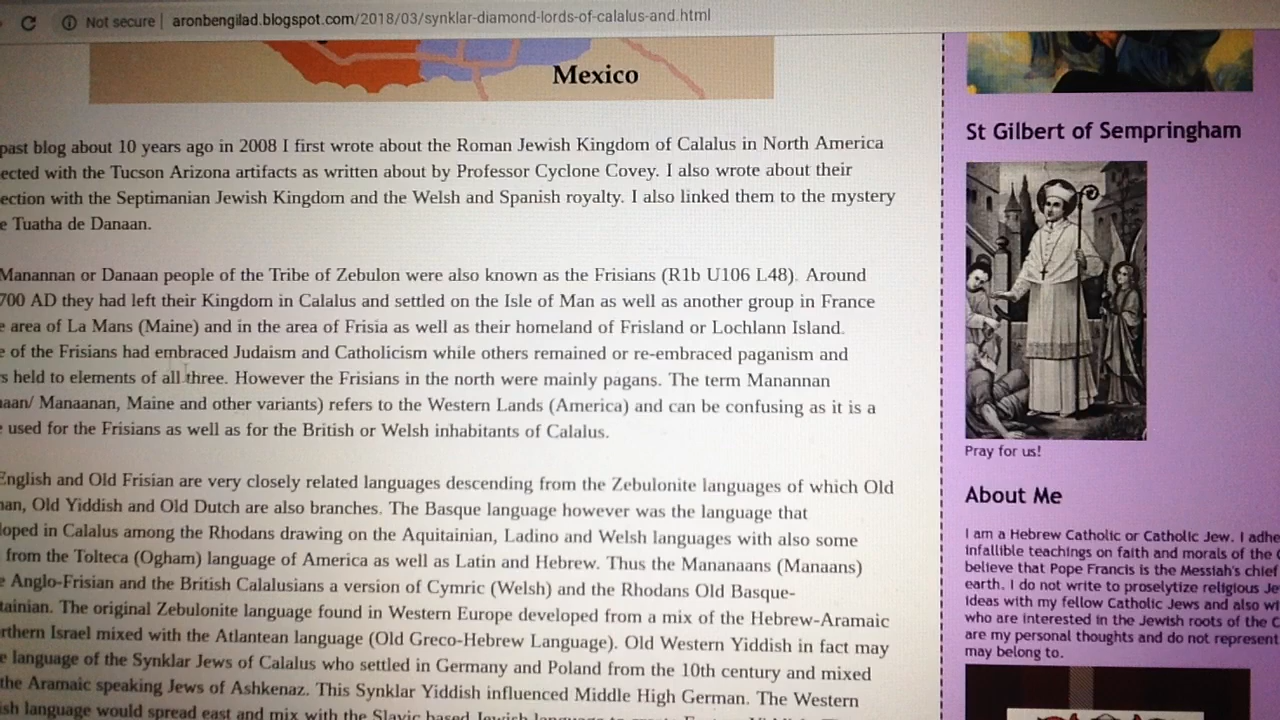 Not secure | aronbengilad.blogspot.com/2018/03/synklar-diamond-lords-of-calalus-and.html
Mexico
past blog about 10 years ago in 2008 I first wrote about the Roman Jewish Kingdom of Calalus in North America
ected with the Tucson Arizona artifacts as written about by Professor Cyclone Covey. I also wrote about their
ection with the Septimanian Jewish Kingdom and the Welsh and Spanish royalty. I also linked them to the mystery
e Tuatha de Danaan.
Manannan or Danaan people of the Tribe of Zebulon were also known as the Frisians (R1b U106 L48). Around
700 AD they had left their Kingdom in Calalus and settled on the Isle of Man as well as another group in France
e area of La Mans (Maine) and in the area of Frisia as well as their homeland of Frisland or Lochlann Island.
e of the Frisians had embraced Judaism and Catholicism while others remained or re-embraced paganism and
s held to elements of all three. However the Frisians in the north were mainly pagans. The term Manannan
naan/ Manaanan, Maine and other variants) refers to the Western Lands (America) and can be confusing as it is a
e used for the Frisians as well as for the British or Welsh inhabitants of Calalus.
English and Old Frisian are very closely related languages descending from the Zebulonite languages of which Old
man, Old Yiddish and Old Dutch are also branches. The Basque language however was the language that
loped in Calalus among the Rhodans drawing on the Aquitainian, Ladino and Welsh languages with also some
from the Tolteca (Ogham) language of America as well as Latin and Hebrew. Thus the Mananaans (Manaans)
e Anglo-Frisian and the British Calalusians a version of Cymric (Welsh) and the Rhodans Old Basque-
tainian. The original Zebulonite language found in Western Europe developed from a mix of the Hebrew-Aramaic
rthern Israel mixed with the Atlantean language (Old Greco-Hebrew Language). Old Western Yiddish in fact may
e language of the Synklar Jews of Calalus who settled in Germany and Poland from the 10th century and mixed
the Aramaic speaking Jews of Ashkenaz. This Synklar Yiddish influenced Middle High German. The Western
ish language would spread east and mix with the Slavic based Jewish
St Gilbert of Sempringham
Pray for us!
About Me
I am a Hebrew Catholic or Catholic Jew. I adhe
infallible teachings on faith and morals of the
believe that Pope Francis is the Messiah's chief
earth. I do not write to proselytize religious Je
ideas with my fellow Catholic Jews and also wi
who are interested in the Jewish roots of the C
are my personal thoughts and do not represent
may belong to.